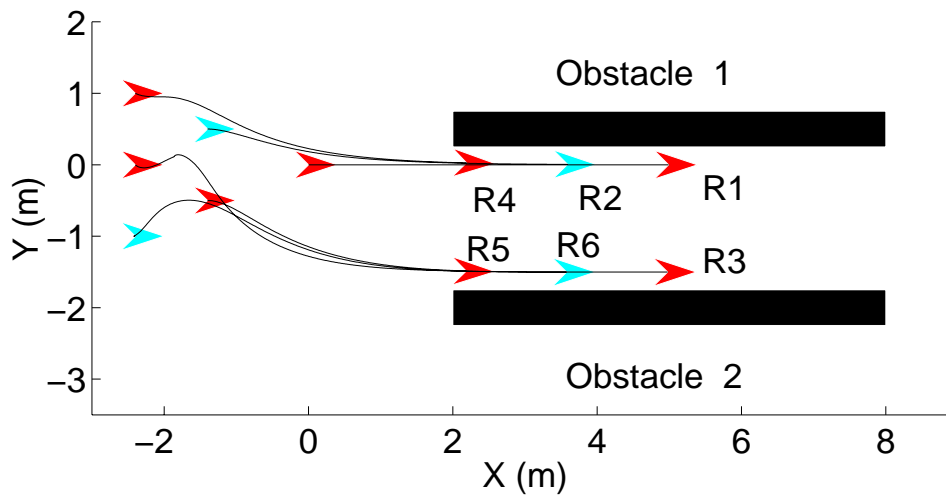 2
1
0
−1
−2
−3
Y (m)
Obstacle 1
R4
R2
R1
R5
R6
R3
Obstacle 2
−2
0
2
4
6
8
X (m)